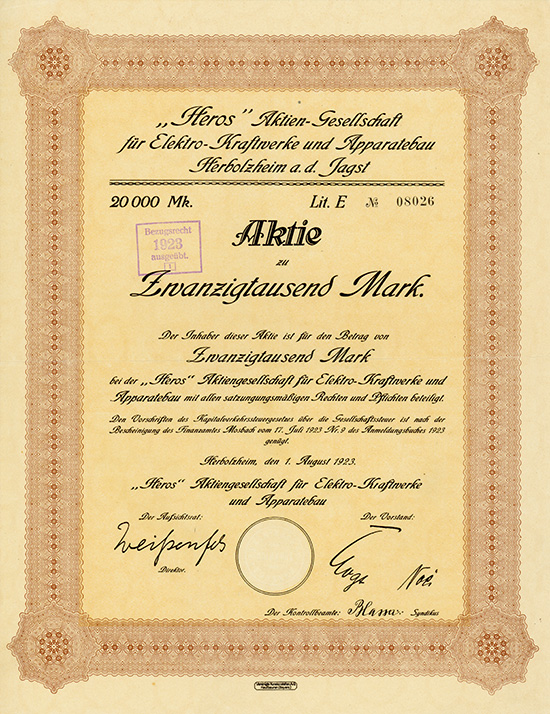 „Heros" Aktien-Gesellschaft
für Elektro-Kraftwerke und Apparatebau
Herbolzheim a.d. Jagst
20 000 Mk. Lit. E № 08026
Bezugsrecht
1923
ausgeübt.
Aktie
zu
Zwanzigtausend Mark.
Der Inhaber dieser Aktie ist für den Betrag von
Zwanzigtausend Mark
bei der „Heros" Aktiengesellschaft für Elektro-Kraftwerke und
Apparatebau mit allen satzungsmäßigen Rechten und Pflichten beteiligt.
Den Vorschriften des Kapitalverkehrssteuergesetzes über die Gesellschaftssteuer ist nach der
Bescheinigung des Finanzamtes Mosbach vom 17. Juli 1923 Nr. 9 des Anmeldungsbuches 1923
genügt.
Herbolzheim, den 1. August 1923.
„Heros" Aktiengesellschaft für Elektro-Kraftwerke
und Apparatebau
Der Aufsichtsrat: Der Vorstand:
Weißenfels
Direktor.
Der Kontrollbeamte: Syndikus